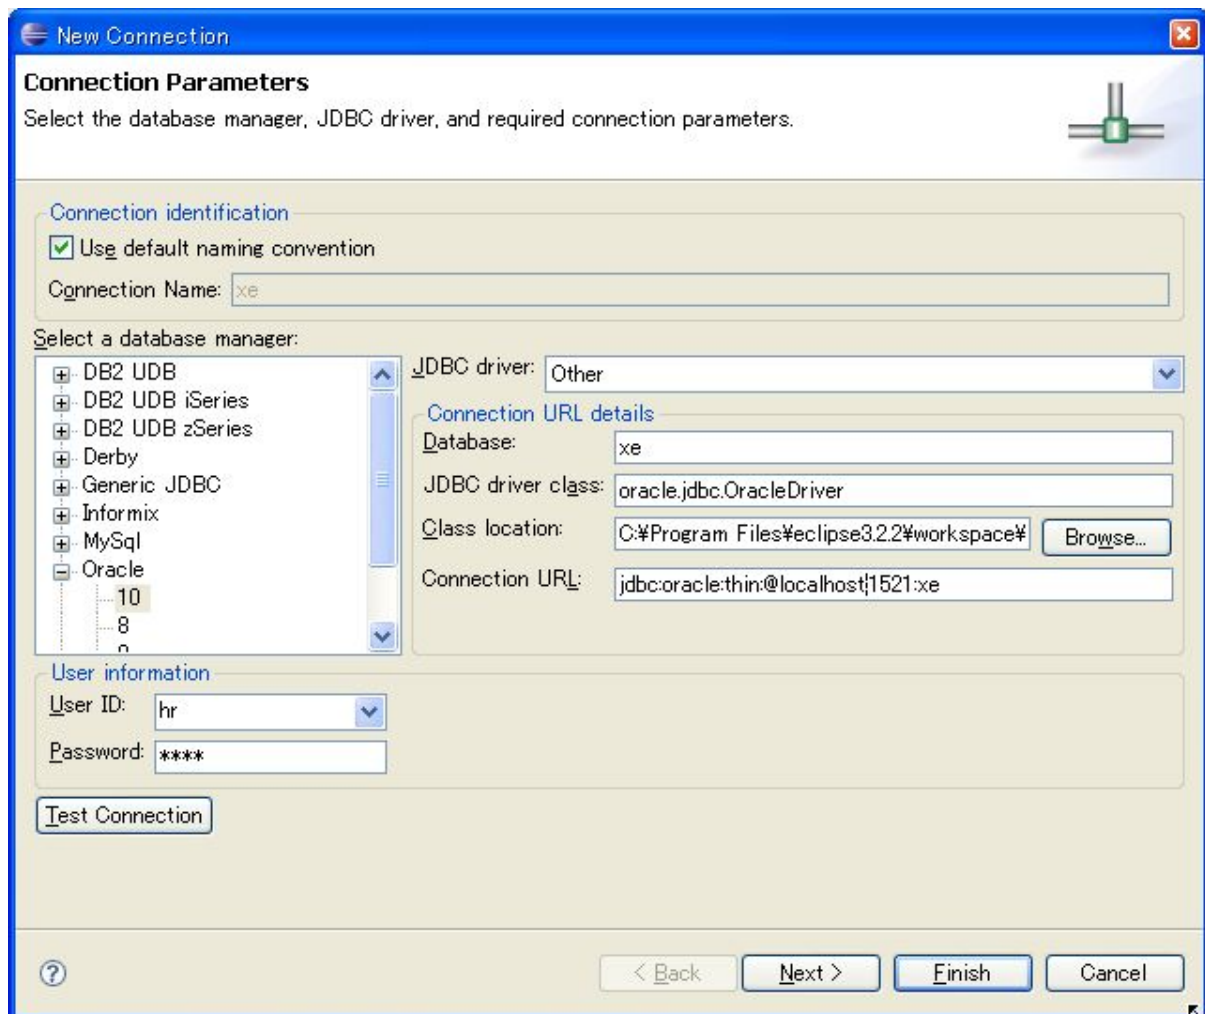 New Connection
Connection Parameters
Select the database manager, JDBC driver, and required connection parameters.
Connection identification
Use default naming convention
Connection Name: xe
Select a database manager:
DB2 UDB
DB2 UDB iSeries
DB2 UDB zSeries
Derby
Generic JDBC
Informix
MySql
Oracle
10
8
JDBC driver: Other
Connection URL details
Database: xe
JDBC driver class: oracle.jdbc.OracleDriver
Class location: C:¥Program Files¥eclipse3.2.2¥workspace¥ Browse...
Connection URL: jdbc:oracle:thin:@localhost:1521:xe
User information
User ID: hr
Password: ****
Test Connection
? < Back Next > Finish Cancel